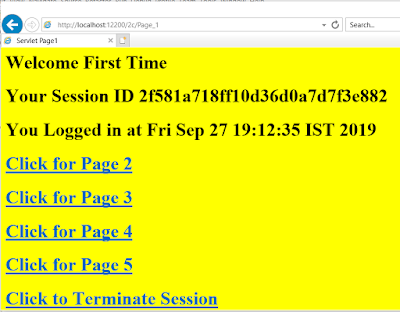 http://localhost:12200/2c/Page_1
Search...
Servlet Page1
Welcome First Time
Your Session ID 2f581a718ff10d36d0a7d7f3e882
You Logged in at Fri Sep 27 19:12:35 IST 2019
Click for Page 2
Click for Page 3
Click for Page 4
Click for Page 5
Click to Terminate Session